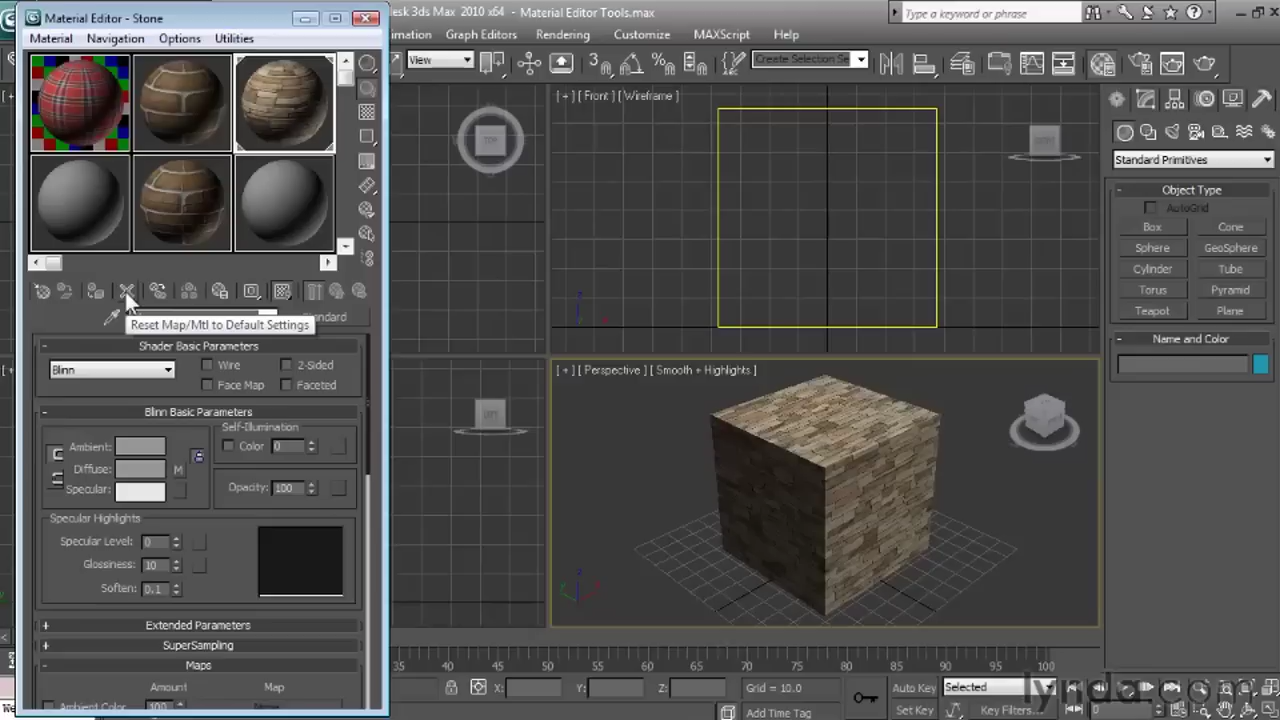 Material Editor - Stone
Material Navigation Options Utilities
desk 3ds Max 2010 x64 - Material Editor Tools.max
Type a keyword or phrase
mation Graph Editors Rendering Customize MAXScript Help
View
Create Selection Se
[ + ] [ Front ] [ Wireframe ]
TOP
Standard Primitives
Object Type
AutoGrid
Box Cone
Sphere GeoSphere
Cylinder Tube
Torus Pyramid
Teapot Plane
Name and Color
Reset Map/Mtl to Default Settings
Shader Basic Parameters
Blinn
Wire 2-Sided
Face Map Faceted
Blinn Basic Parameters
Self-Illumination
Ambient: Color 0
Diffuse: M
Specular: Opacity: 100
Specular Highlights
Specular Level: 0
Glossiness: 10
Soften: 0.1
Extended Parameters
SuperSampling
Maps
Amount Map
Ambient Color 100 None
[ + ] [ Perspective ] [ Smooth + Highlights ]
35 40 45 50 55 60 65 70 75 80 85 90 95 100
X: Y: Z: Grid = 10.0
Add Time Tag
Auto Key Selected
Set Key Key Filters...
0
lynda.com